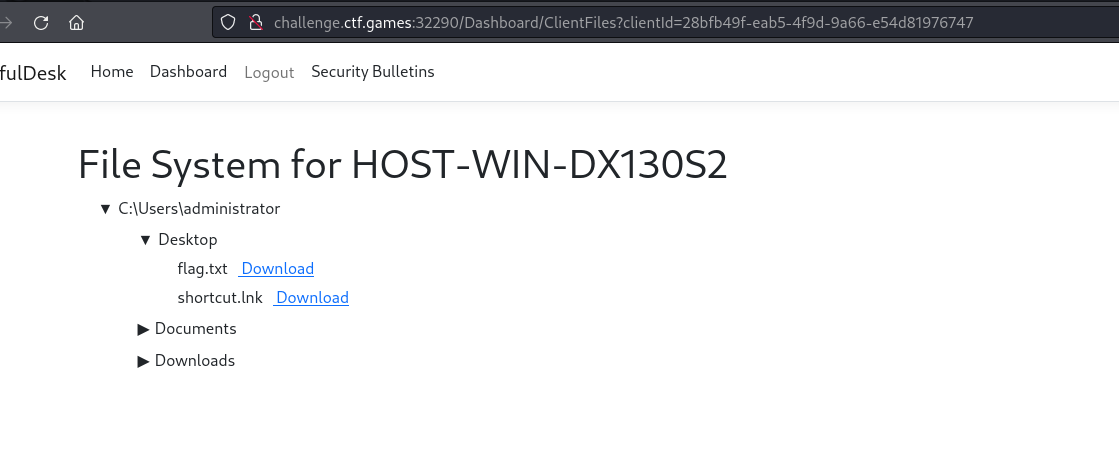 challenge.ctf.games:32290/Dashboard/ClientFiles?clientId=28bfb49f-eab5-4f9d-9a66-e54d81976747
fulDesk Home Dashboard Logout Security Bulletins
File System for HOST-WIN-DX130S2
▼ C:\Users\administrator
▼ Desktop
flag.txt Download
shortcut.lnk Download
▶ Documents
▶ Downloads